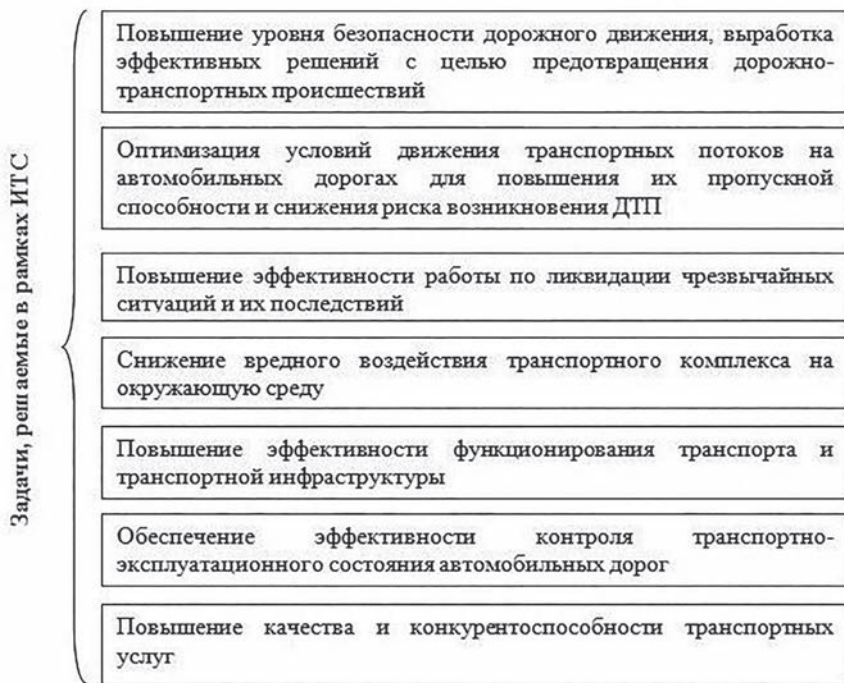 Задачи, решаемые в рамках ИТС
Повышение уровня безопасности дорожного движения, выработка
эффективных решений с целью предотвращения дорожно-
транспортных происшествий
Оптимизация условий движения транспортных потоков на
автомобильных дорогах для повышения их пропускной
способности и снижения риска возникновения ДТП
Повышение эффективности работы по ликвидации чрезвычайных
ситуаций и их последствий
Снижение вредного воздействия транспортного комплекса на
окружающую среду
Повышение эффективности функционирования транспорта и
транспортной инфраструктуры
Обеспечение эффективности контроля транспортно-
эксплуатационного состояния автомобильных дорог
Повышение качества и конкурентоспособности транспортных
услуг